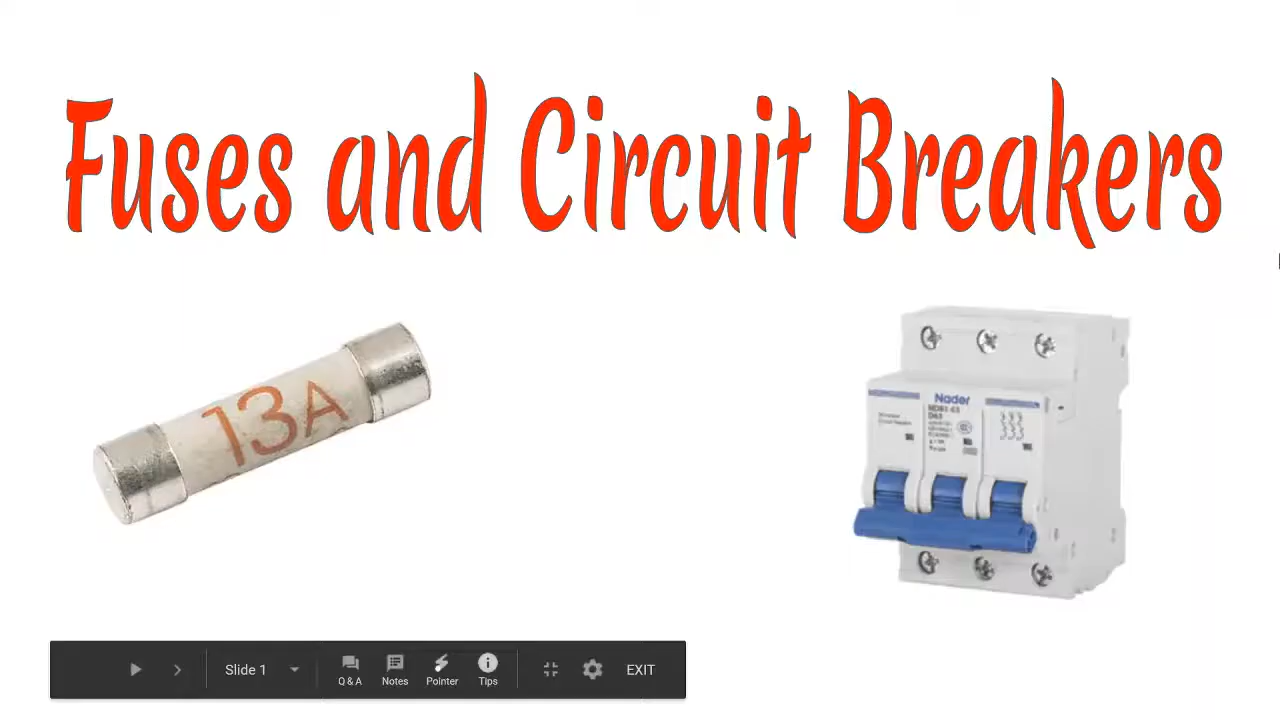 Fuses and Circuit Breakers
13A
Nader
Slide 1
Q & A
Notes
Pointer
Tips
EXIT